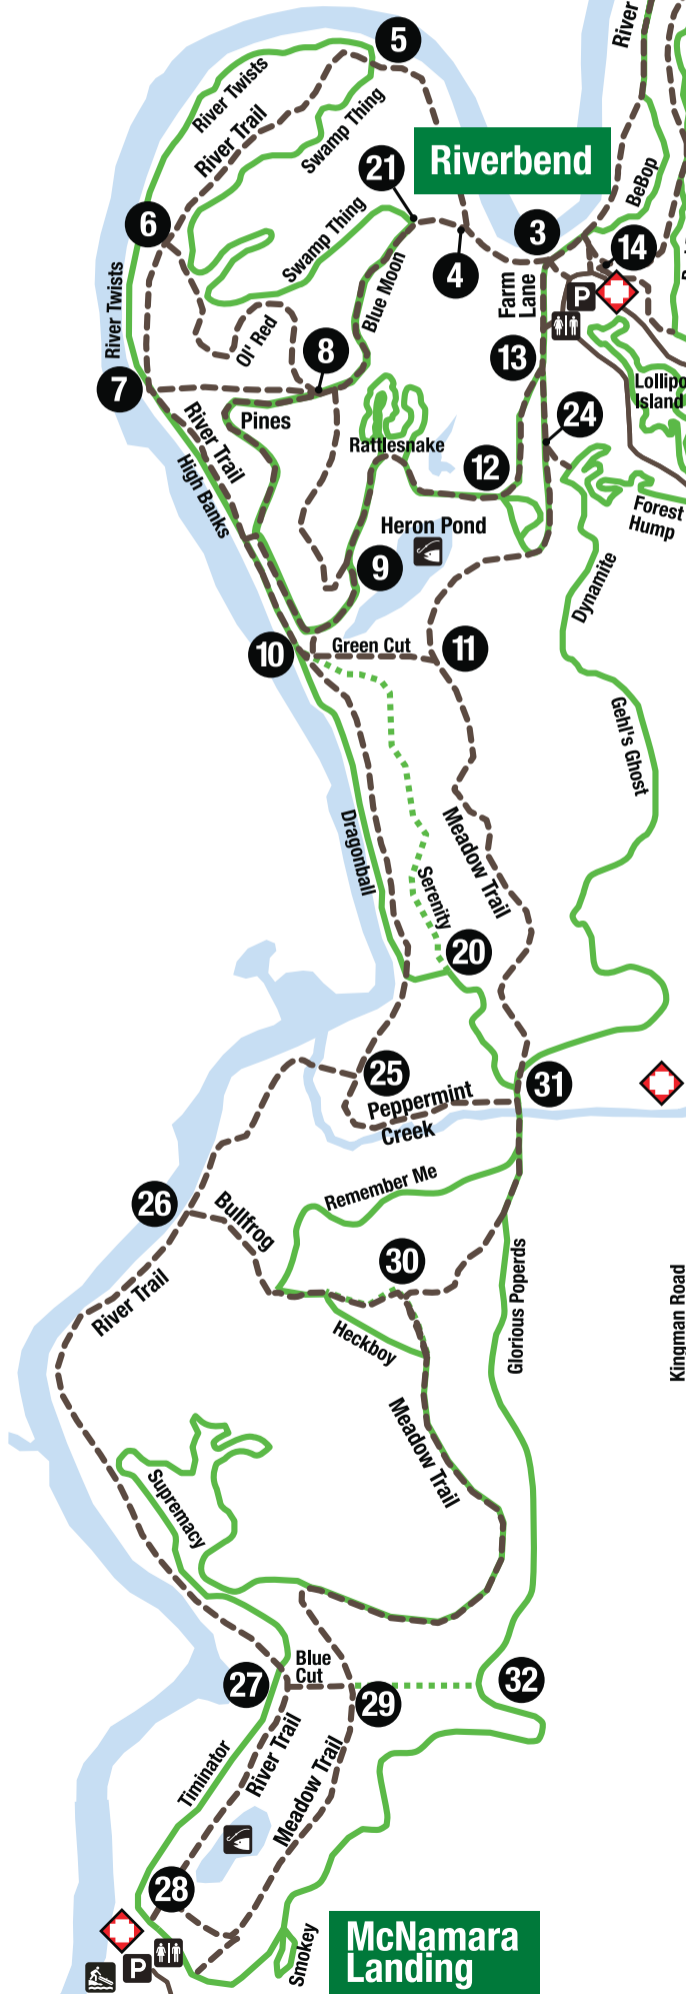 River
5
River Twists
River Trail
Swamp Thing
21
Riverbend
BeBop
6
Swamp Thing
3
14
4
Blue Moon
Farm
Lane
P
River Twists
Ol' Red
8
13
7
Lollipo
Island
Pines
River Trail
24
Rattlesnake
High Banks
12
Forest
Hump
Heron Pond
9
Dynamite
10
Green Cut
11
Gehl's Ghost
Dragonball
Meadow Trail
Serenity
20
25
31
Peppermint
Creek
Remember Me
26
Bullfrog
30
River Trail
Glorious Poperds
Kingman Road
Heckboy
Meadow Trail
Supremacy
Blue
Cut
27
29
32
River Trail
Timinator
Meadow Trail
28
McNamara
Landing
Smokey
P